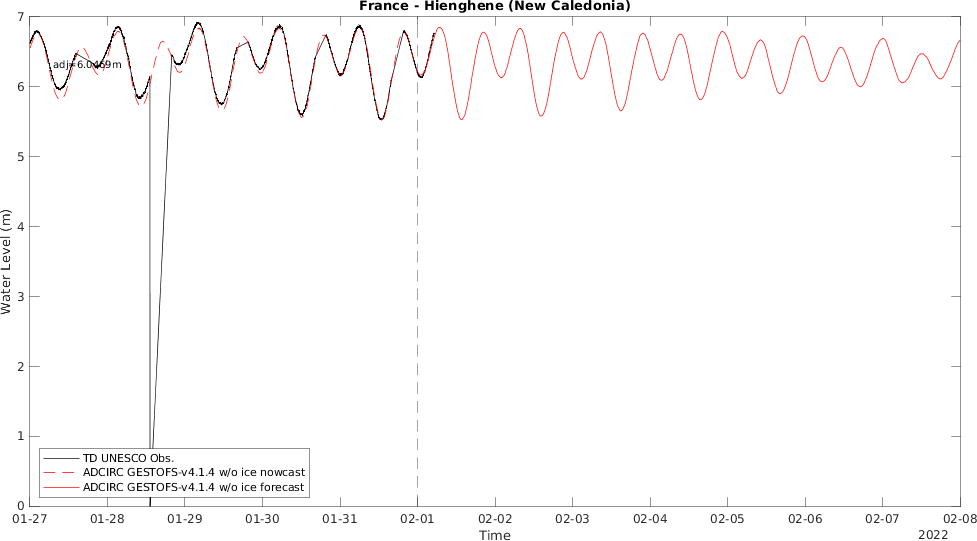 France - Hienghene (New Caledonia)
7
6
5
4
3
2
1
0
Water Level (m)
adj=6.0469m
TD UNESCO Obs.
ADCIRC GESTOFS-v4.1.4 w/o ice nowcast
ADCIRC GESTOFS-v4.1.4 w/o ice forecast
01-27 01-28 01-29 01-30 01-31 02-01 02-02 02-03 02-04 02-05 02-06 02-07 02-08
Time
2022